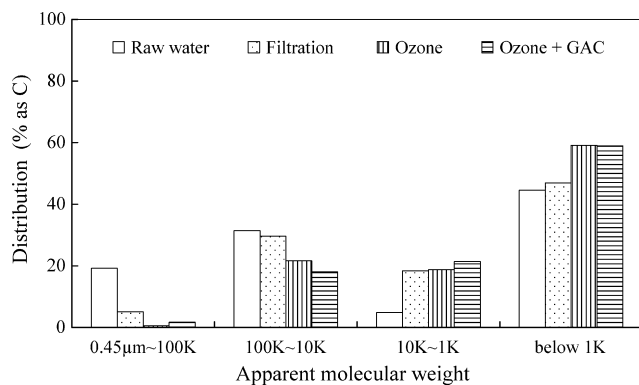 100
Raw water
Filtration
Ozone
Ozone + GAC
80
60
40
20
0
Distribution (% as C)
0.45μm~100K
100K~10K
10K~1K
below 1K
Apparent molecular weight